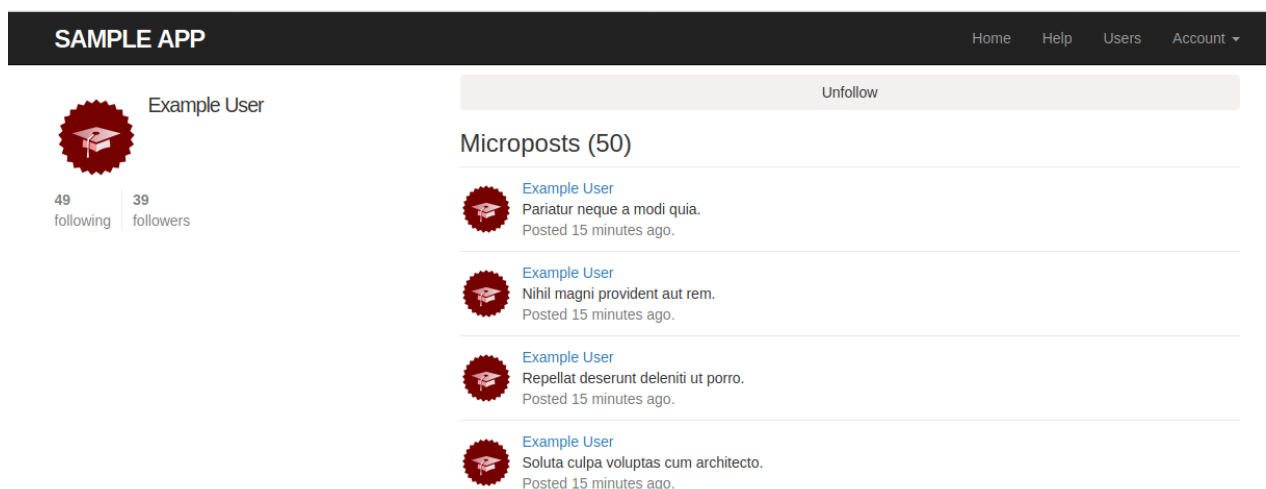 SAMPLE APP
Home Help Users Account
Example User
49 39
following followers
Unfollow
Microposts (50)
Example User
Pariatur neque a modi quia.
Posted 15 minutes ago.
Example User
Nihil magni provident aut rem.
Posted 15 minutes ago.
Example User
Repellat deserunt deleniti ut porro.
Posted 15 minutes ago.
Example User
Soluta culpa voluptas cum architecto.
Posted 15 minutes ago.